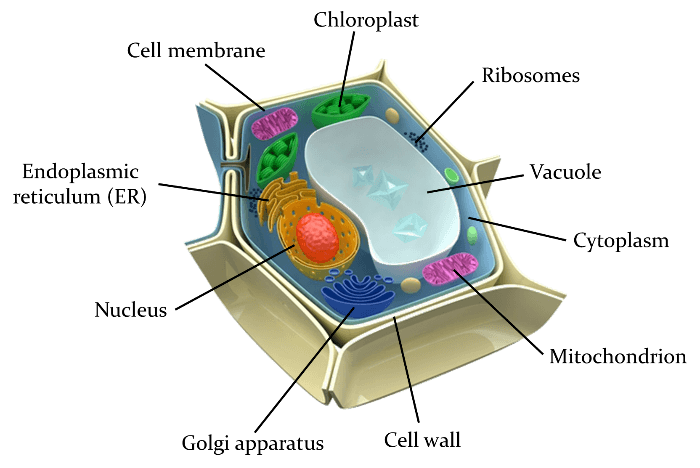 Chloroplast
Cell membrane
Ribosomes
Endoplasmic
reticulum (ER)
Vacuole
Cytoplasm
Nucleus
Mitochondrion
Golgi apparatus
Cell wall